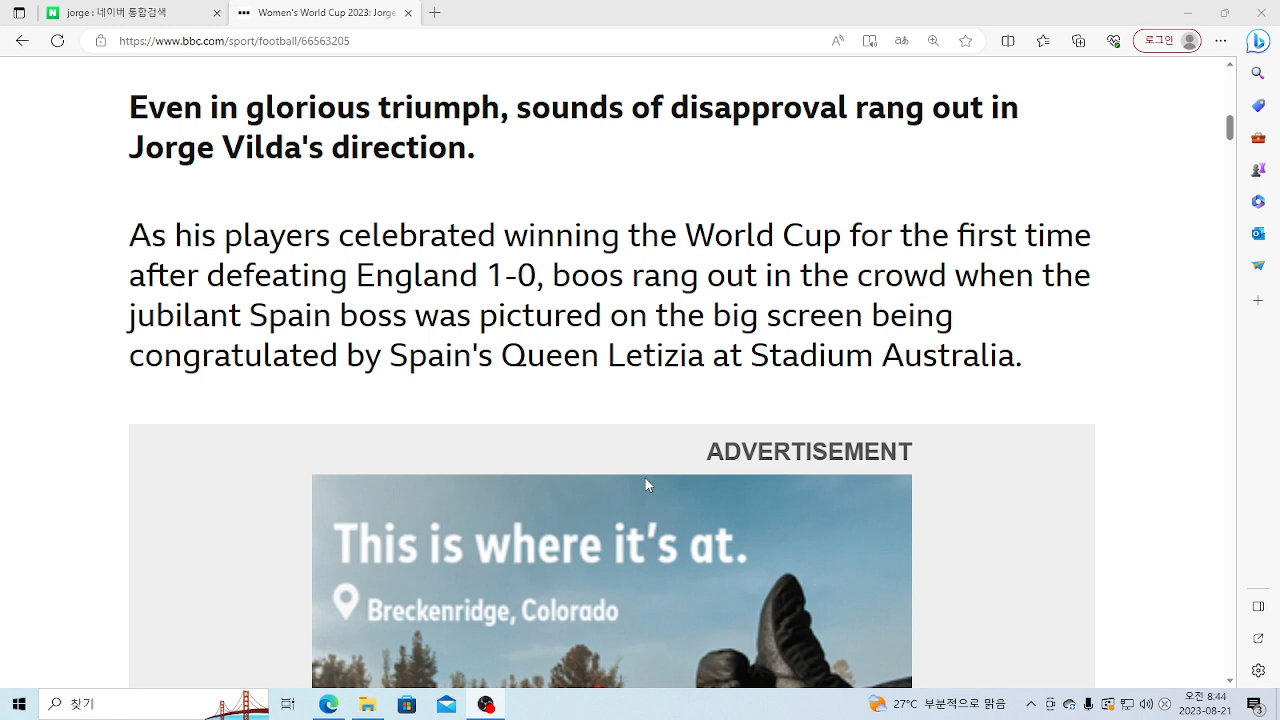 jorge : 네이버 통합검색
Women's World Cup 2023: Jorge
https://www.bbc.com/sport/football/66563205
로그인
Even in glorious triumph, sounds of disapproval rang out in
Jorge Vilda's direction.
As his players celebrated winning the World Cup for the first time
after defeating England 1-0, boos rang out in the crowd when the
jubilant Spain boss was pictured on the big screen being
congratulated by Spain's Queen Letizia at Stadium Australia.
ADVERTISEMENT
This is where it's at.
Breckenridge, Colorado
찾기
27°C 부분적으로 맑음
오전 8:44
2023-08-21
3